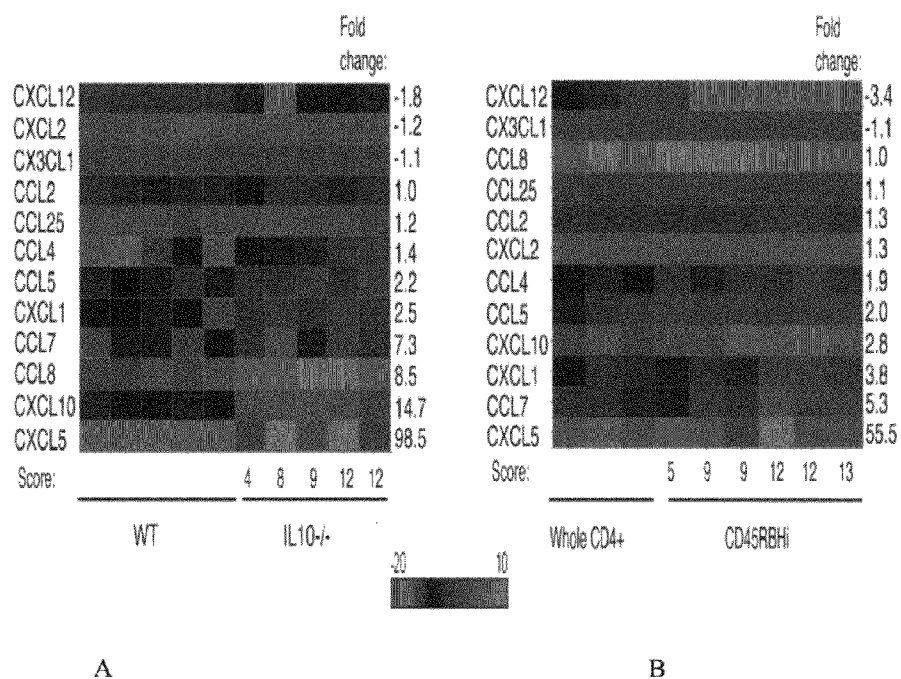 Fold
change:
CXCL12 -1.8
CXCL2 -1.2
CX3CL1 -1.1
CCL2 1.0
CCL25 1.2
CCL4 1.4
CCL5 2.2
CXCL1 2.5
CCL7 7.3
CCL8 8.5
CXCL10 14.7
CXCL5 98.5
Score: 4 8 9 12 12
WT IL10-/-
A
Fold
change:
CXCL12 -3.4
CX3CL1 -1.1
CCL8 1.0
CCL25 1.1
CCL2 1.3
CXCL2 1.3
CCL4 1.9
CCL5 2.0
CXCL10 2.8
CXCL1 3.8
CCL7 5.3
CXCL5 55.5
Score: 5 9 9 12 12 13
Whole CD4+ CD45RBHi
B
-20 10